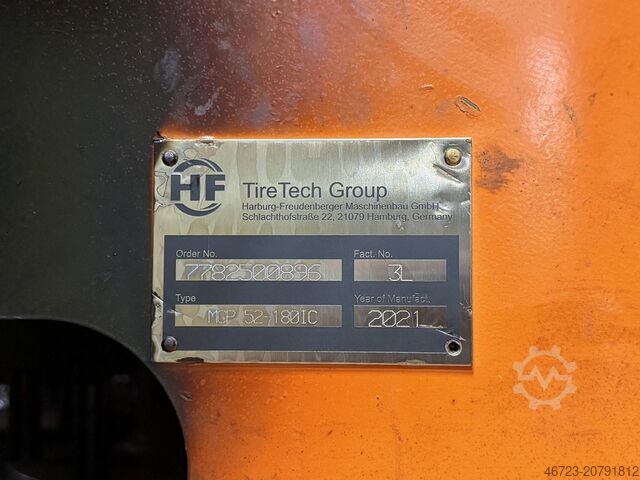 HF
TireTech Group
Harburg-Freudenberger Maschinenbau GmbH
Schlachthofstraße 22, 21079 Hamburg, Germany
Order No.
Fact. No.
7782500896
3L
Type
Year of Manufact.
MCP 52-180IC
2021
46723-20791812